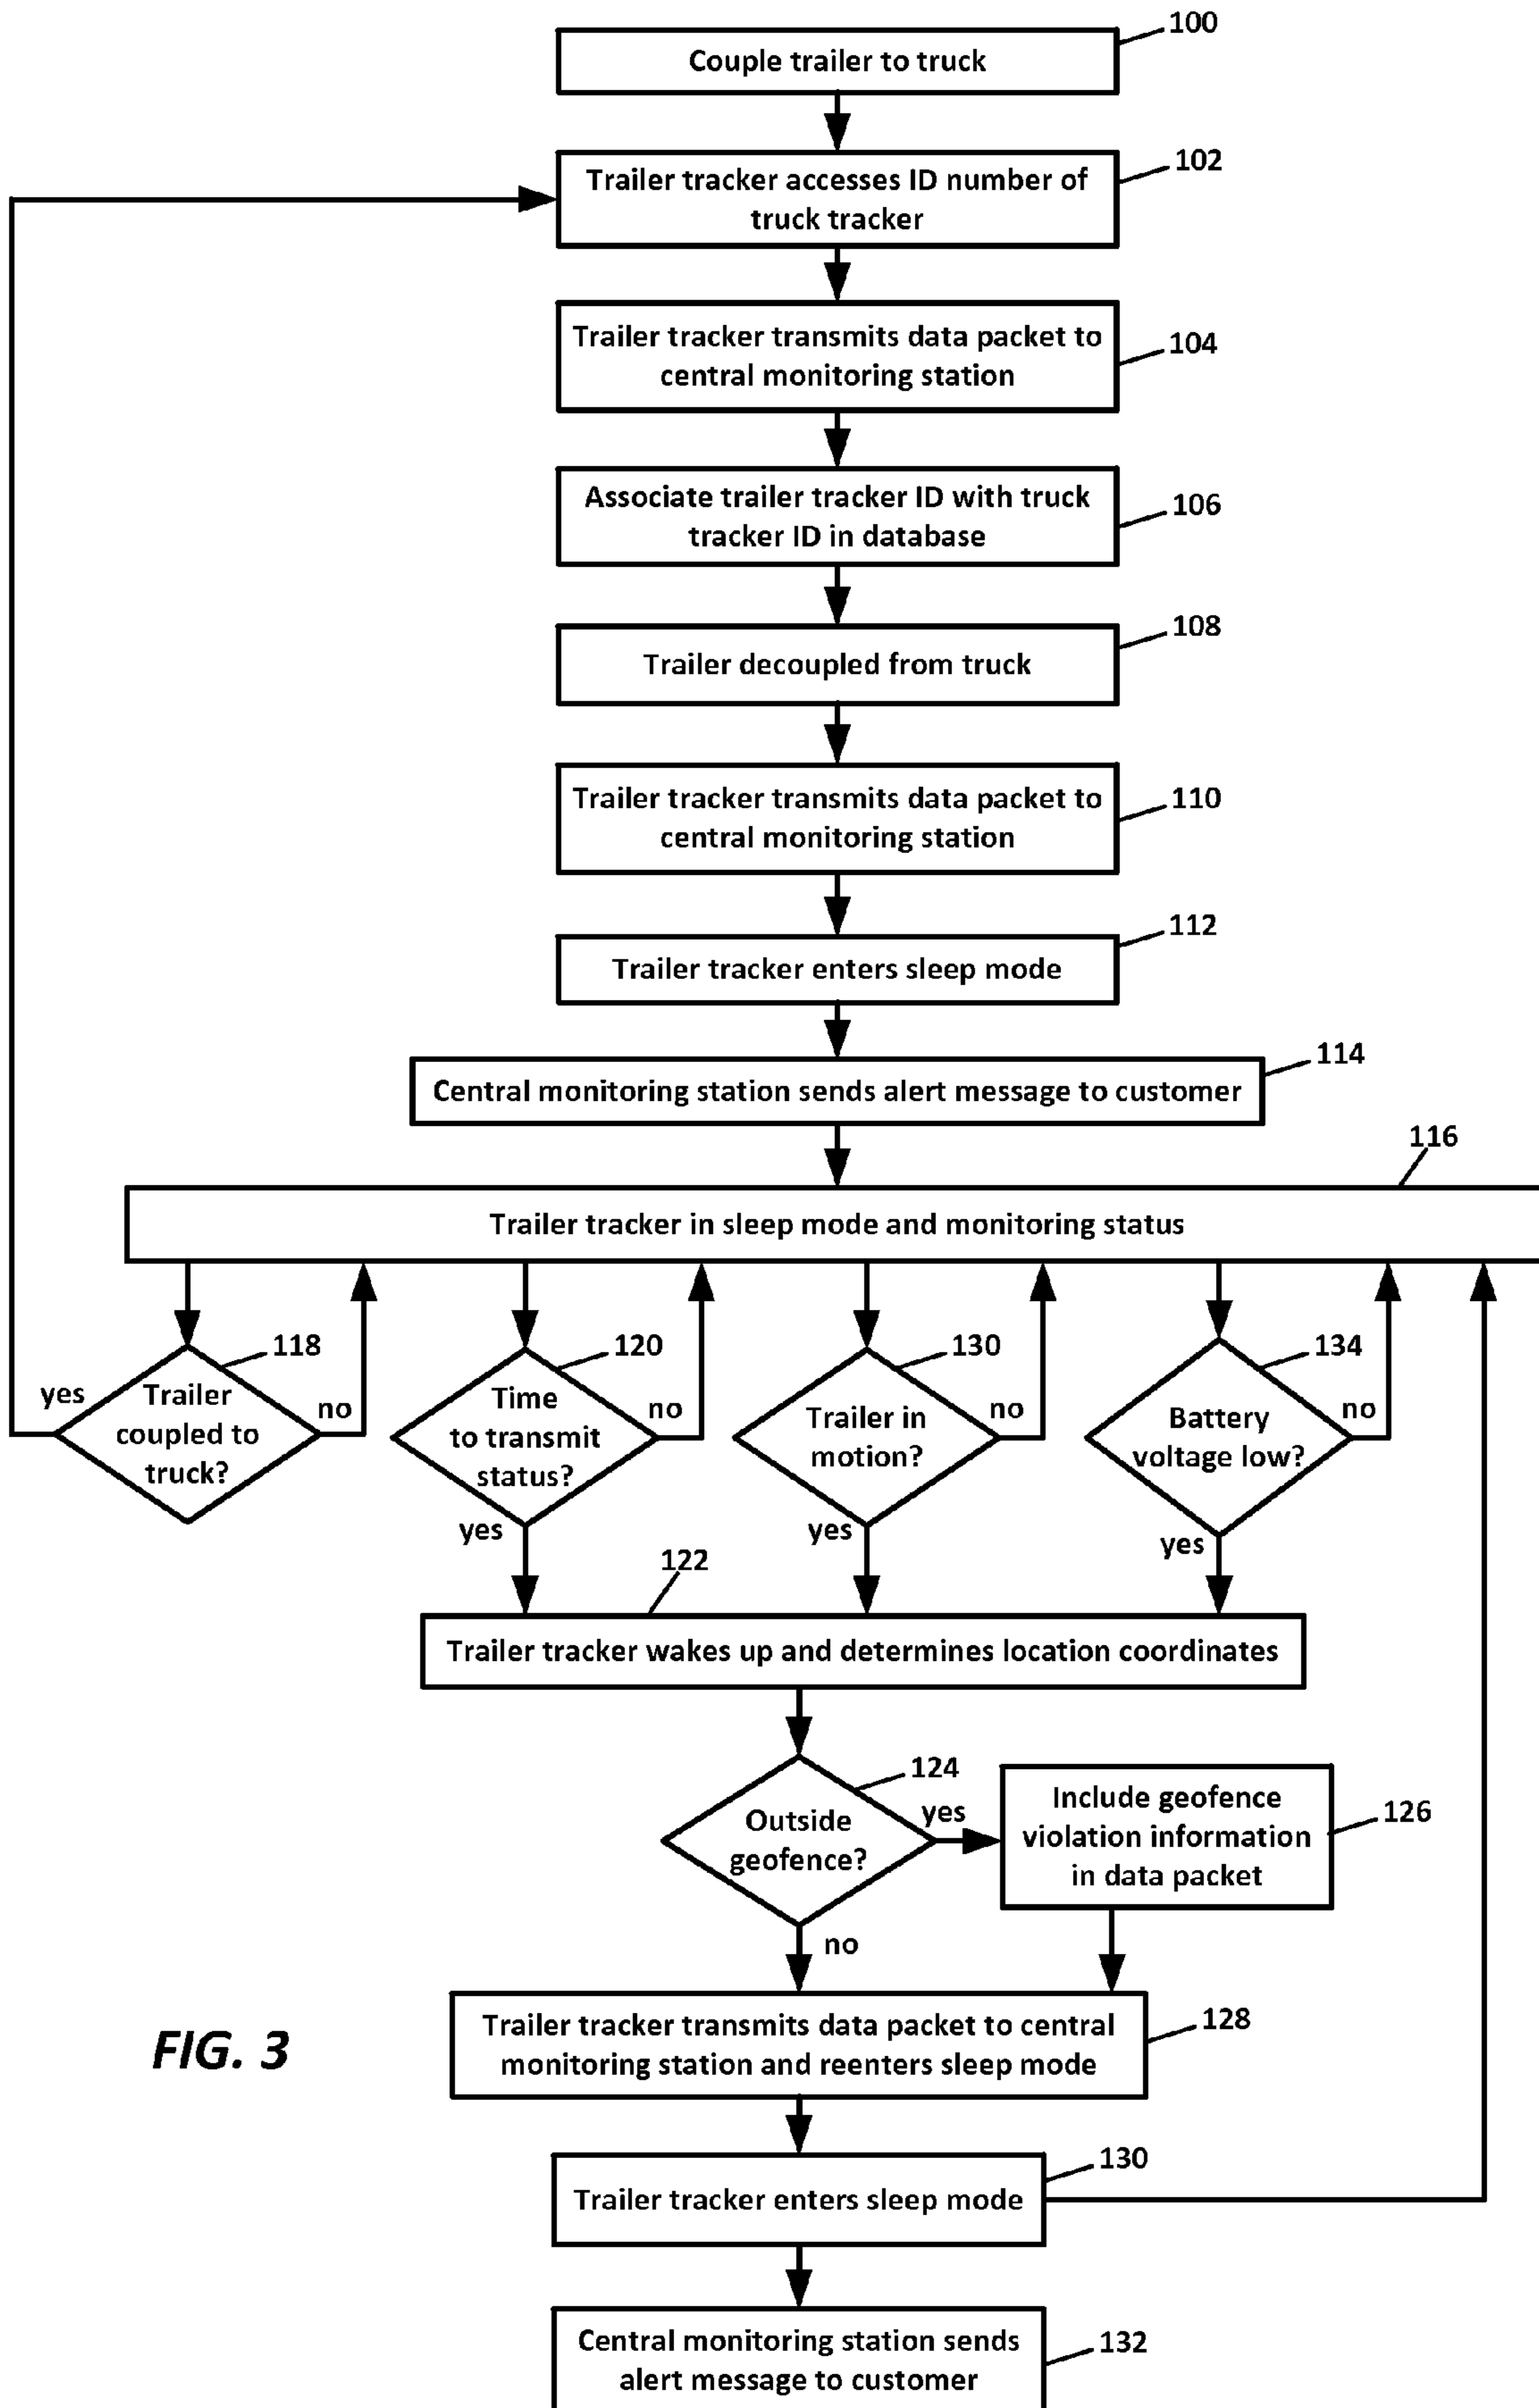 100
Couple trailer to truck
102
Trailer tracker accesses ID number of
truck tracker
104
Trailer tracker transmits data packet to
central monitoring station
106
Associate trailer tracker ID with truck
tracker ID in database
108
Trailer decoupled from truck
110
Trailer tracker transmits data packet to
central monitoring station
112
Trailer tracker enters sleep mode
114
Central monitoring station sends alert message to customer
116
Trailer tracker in sleep mode and monitoring status
118
yes
Trailer
coupled to
truck?
no
120
Time
to transmit
status?
no
yes
130
Trailer in
motion?
no
yes
134
Battery
voltage low?
no
yes
122
Trailer tracker wakes up and determines location coordinates
124
Outside
geofence?
yes
no
Include geofence
violation information
in data packet
126
Trailer tracker transmits data packet to central
monitoring station and reenters sleep mode
128
FIG. 3
130
Trailer tracker enters sleep mode
Central monitoring station sends
alert message to customer
132